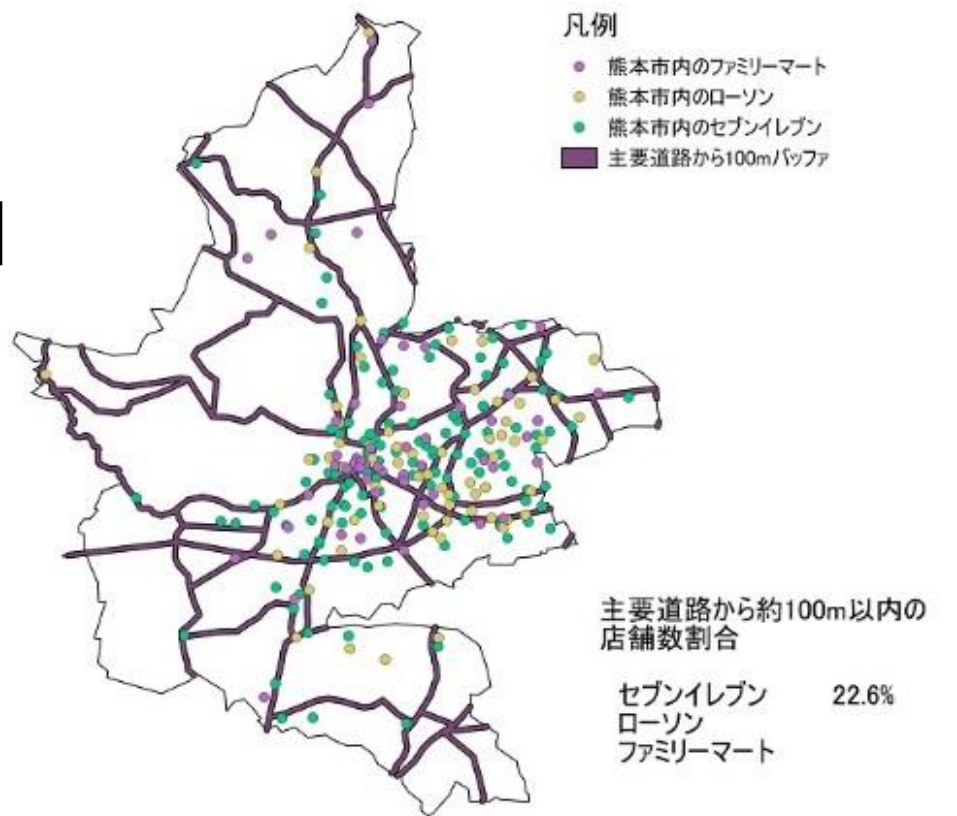 凡例
熊本市内のファミリーマート
熊本市内のローソン
熊本市内のセブンイレブン
主要道路から100mバッファ
主要道路から約100m以内の
店舗数割合
セブンイレブン 22.6%
ローソン
ファミリーマート